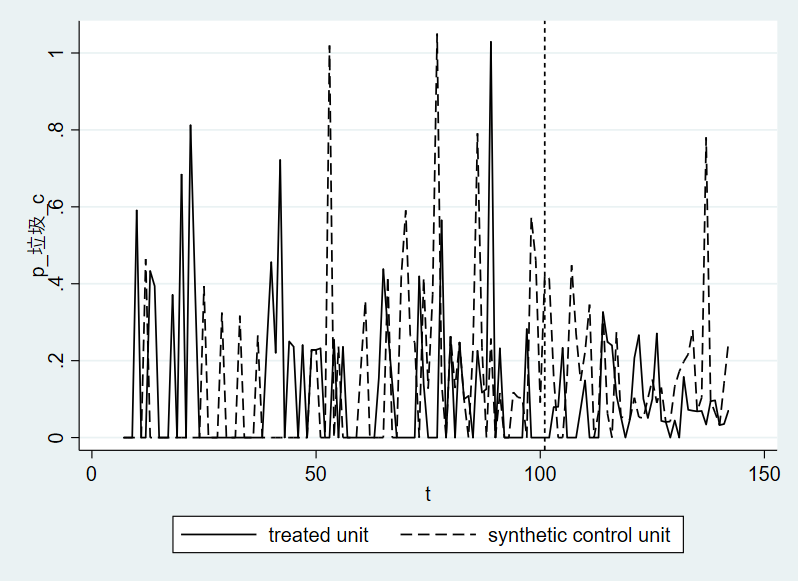 p_垃圾_c
1
.8
.6
.4
.2
0
0 50 100 150
t
treated unit synthetic control unit